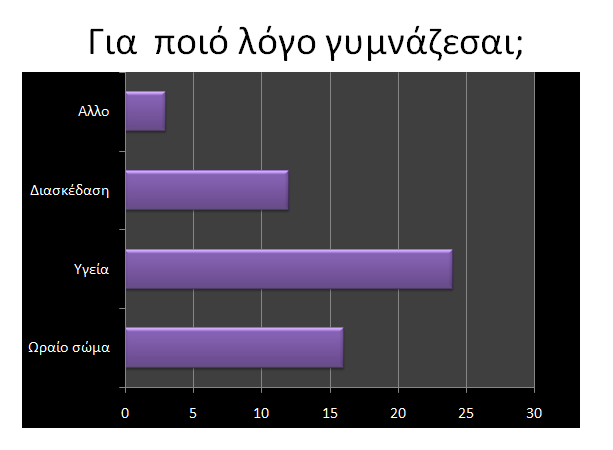 Για ποιό λόγο γυμνάζεσαι;
Αλλο
Διασκέδαση
Υγεία
Ωραίο σώμα
0 5 10 15 20 25 30